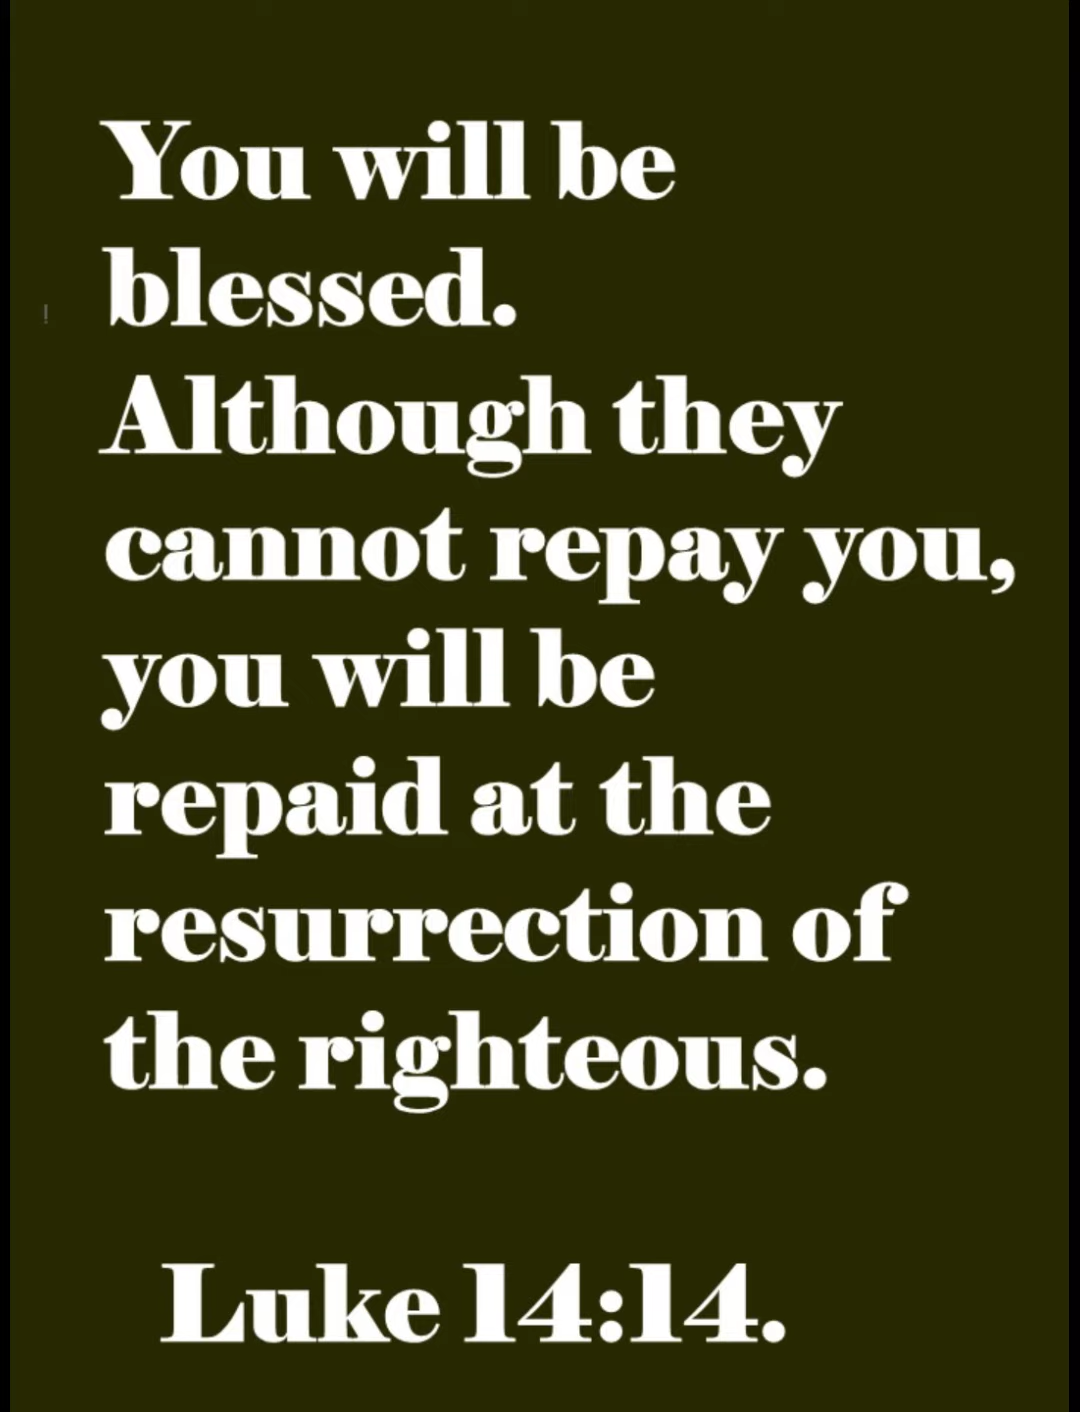 You will be
blessed.
Although they
cannot repay you,
you will be
repaid at the
resurrection of
the righteous.
Luke 14:14.